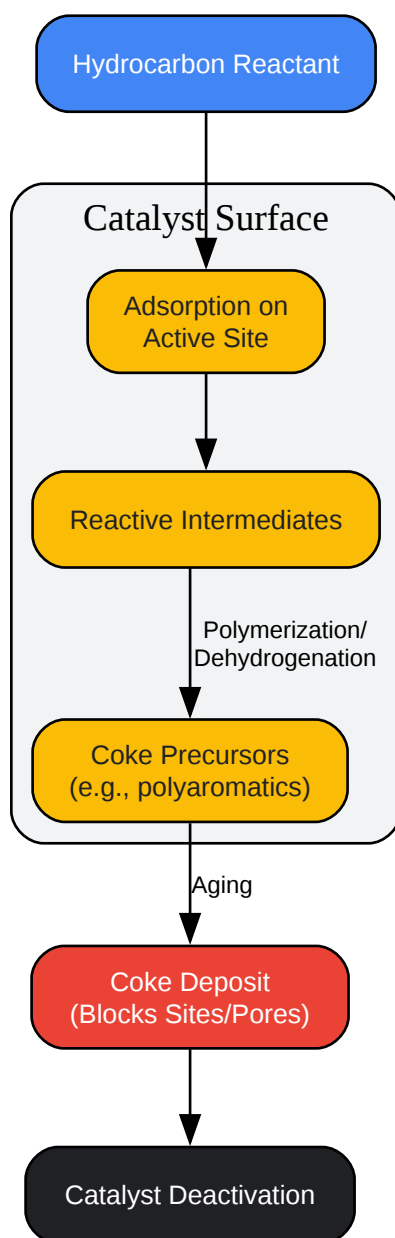 Hydrocarbon Reactant
Catalyst Surface
Adsorption on
Active Site
Reactive Intermediates
Polymerization/
Dehydrogenation
Coke Precursors
(e.g., polyaromatics)
Aging
Coke Deposit
(Blocks Sites/Pores)
Catalyst Deactivation